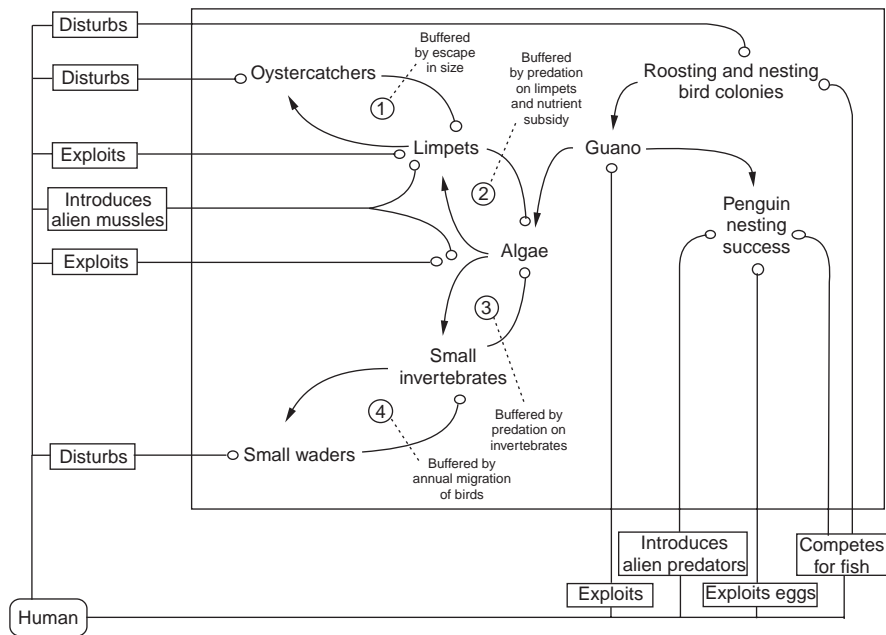 Disturbs
Buffered
by escape
in size
Buffered
by predation
on limpets
and nutrient
subsidy
Disturbs
Oystercatchers
Roosting and nesting
bird colonies
1
Exploits
Limpets
Guano
2
Introduces
alien mussles
Penguin
nesting
success
Exploits
Algae
3
Small
invertebrates
4
Buffered by
predation on
invertebrates
Disturbs
Small waders
Buffered by
annual migration
of birds
Introduces
alien predators
Competes
for fish
Exploits
Exploits eggs
Human